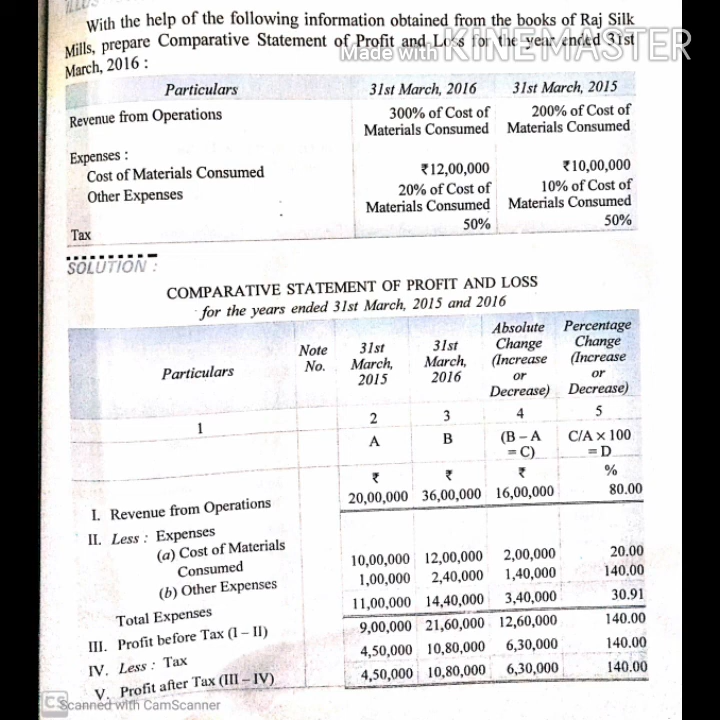 With the help of the following information obtained from the books of Raj Silk
Mills, prepare Comparative Statement of Profit and Loss for the year ended 31st
March, 2016 :
Made with KINEMASTER
Particulars 31st March, 2016 31st March, 2015
Revenue from Operations 300% of Cost of 200% of Cost of
Materials Consumed Materials Consumed
Expenses :
Cost of Materials Consumed ₹12,00,000 ₹10,00,000
Other Expenses 20% of Cost of 10% of Cost of
Materials Consumed Materials Consumed
Tax 50% 50%
SOLUTION :
COMPARATIVE STATEMENT OF PROFIT AND LOSS
for the years ended 31st March, 2015 and 2016
Absolute Percentage
Note 31st 31st Change Change
Particulars No. March, March, (Increase (Increase
2015 2016 or or
Decrease) Decrease)
1 2 3 4 5
A B (B – A C/A × 100
= C) = D
₹ ₹ ₹ %
I. Revenue from Operations 20,00,000 36,00,000 16,00,000 80.00
II. Less : Expenses
(a) Cost of Materials
Consumed 10,00,000 12,00,000 2,00,000 20.00
(b) Other Expenses 1,00,000 2,40,000 1,40,000 140.00
Total Expenses 11,00,000 14,40,000 3,40,000 30.91
III. Profit before Tax (I – II) 9,00,000 21,60,000 12,60,000 140.00
IV. Less : Tax 4,50,000 10,80,000 6,30,000 140.00
V. Profit after Tax (III – IV) 4,50,000 10,80,000 6,30,000 140.00
CS Scanned with CamScanner